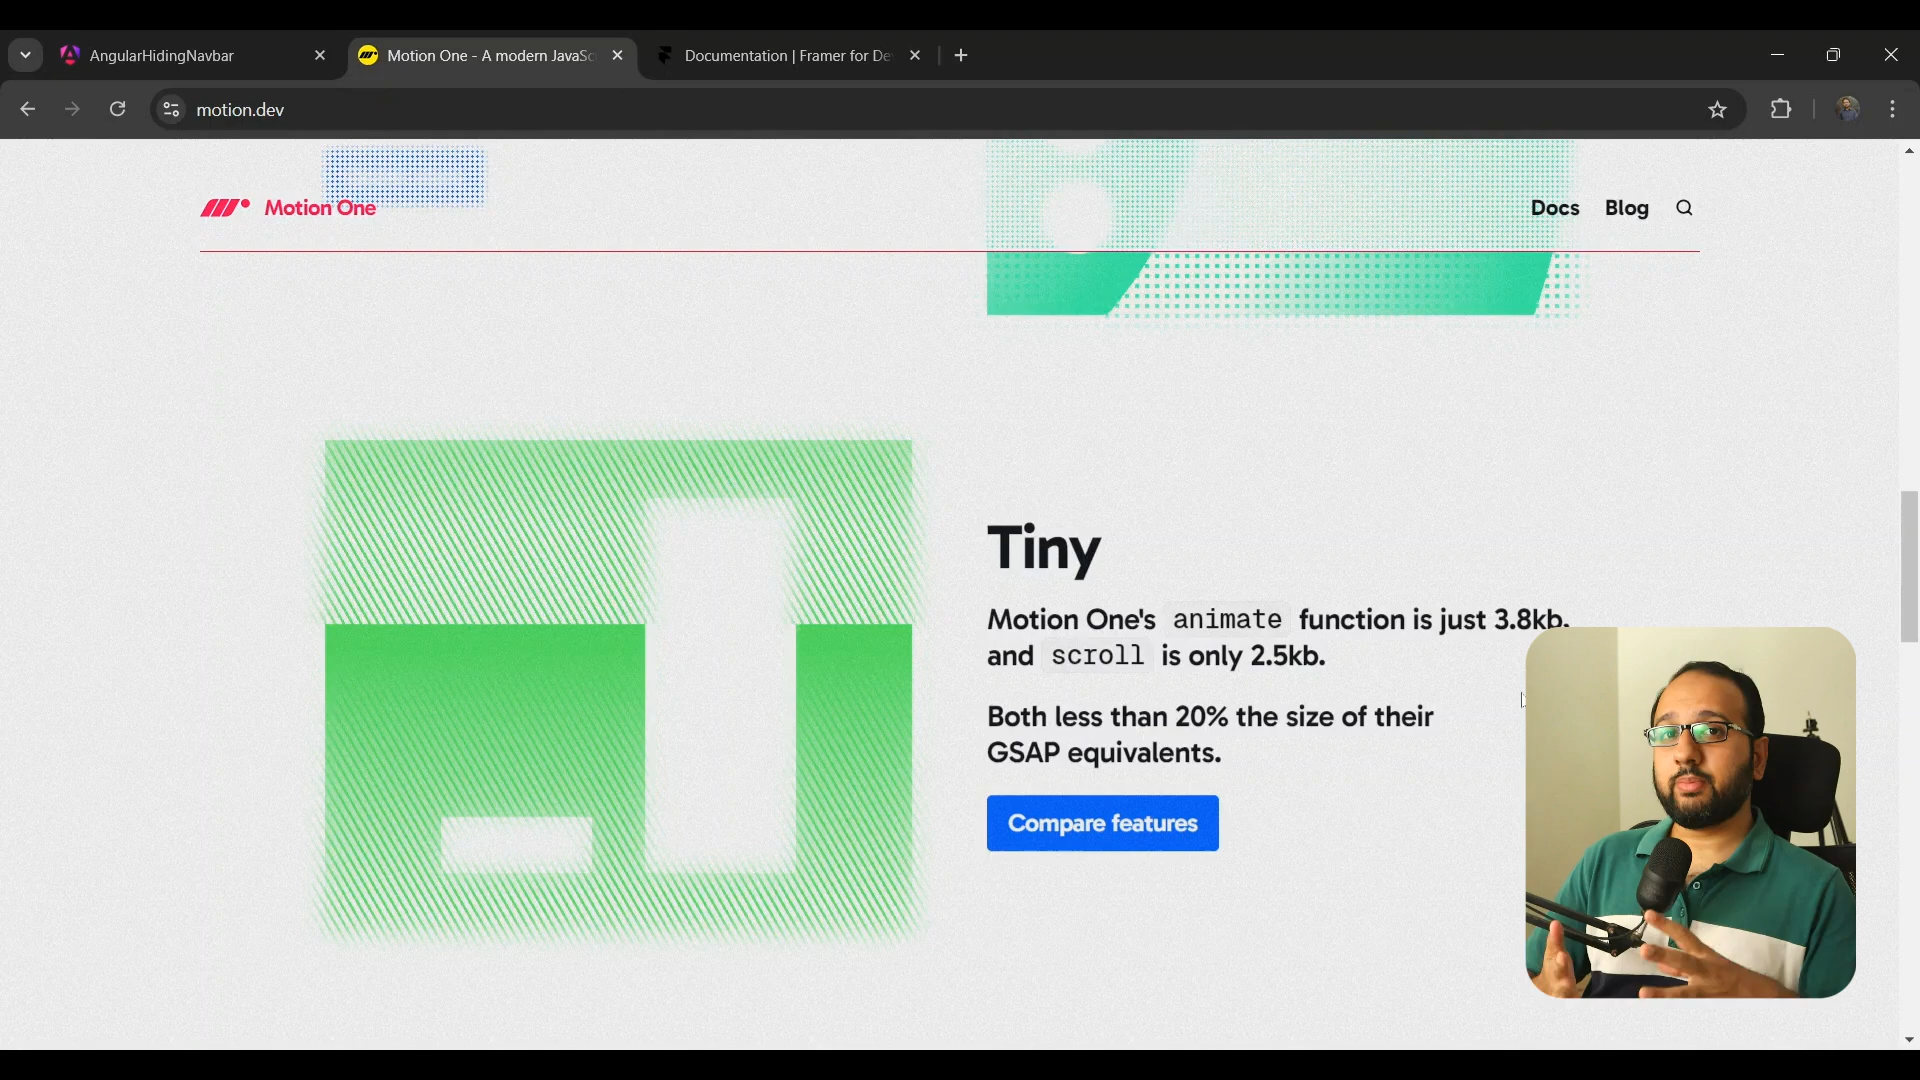 AngularHidingNavbar
Motion One - A modern JavaSc
Documentation | Framer for De
motion.dev
Motion One
Docs
Blog
Tiny
Motion One's animate function is just 3.8kb,
and scroll is only 2.5kb.
Both less than 20% the size of their
GSAP equivalents.
Compare features